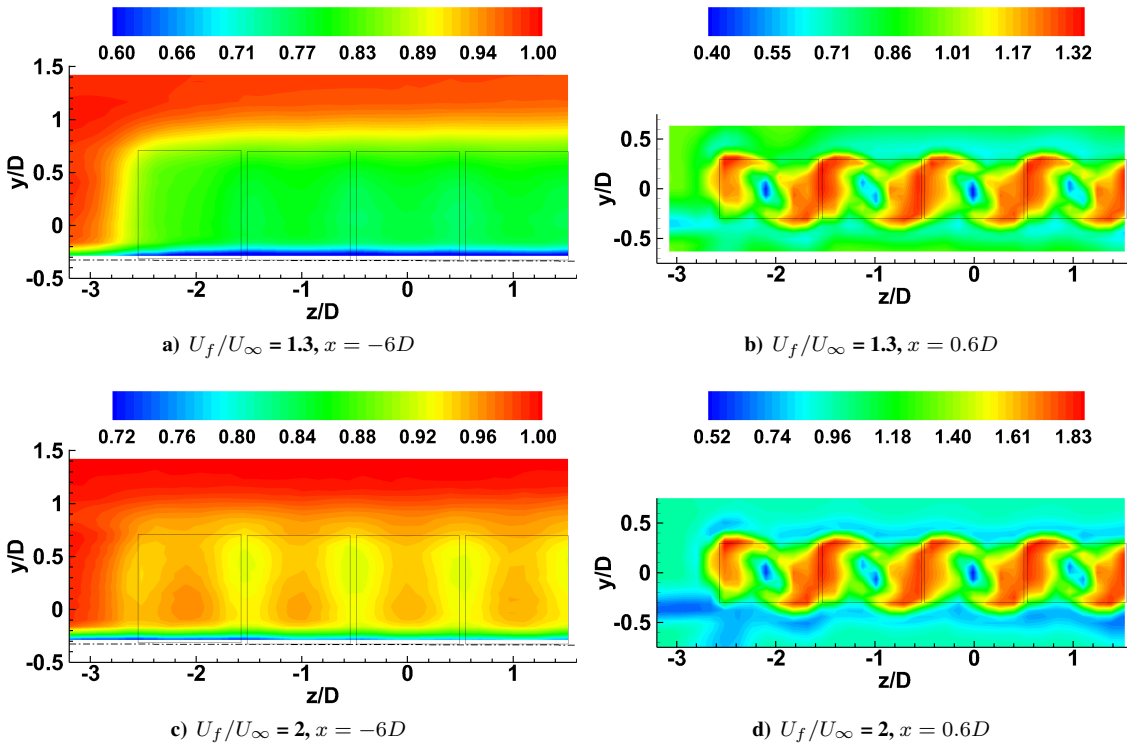 0.60 0.66 0.71 0.77 0.83 0.89 0.94 1.00
1.5
1
0.5
0
-0.5
y/D
-3 -2 -1 0 1
z/D
a) U_f/U_∞ = 1.3, x = −6D
0.40 0.55 0.71 0.86 1.01 1.17 1.32
0.5
0
-0.5
y/D
-3 -2 -1 0 1
z/D
b) U_f/U_∞ = 1.3, x = 0.6D
0.72 0.76 0.80 0.84 0.88 0.92 0.96 1.00
1.5
1
0.5
0
-0.5
y/D
-3 -2 -1 0 1
z/D
c) U_f/U_∞ = 2, x = −6D
0.52 0.74 0.96 1.18 1.40 1.61 1.83
0.5
0
-0.5
y/D
-3 -2 -1 0 1
z/D
d) U_f/U_∞ = 2, x = 0.6D